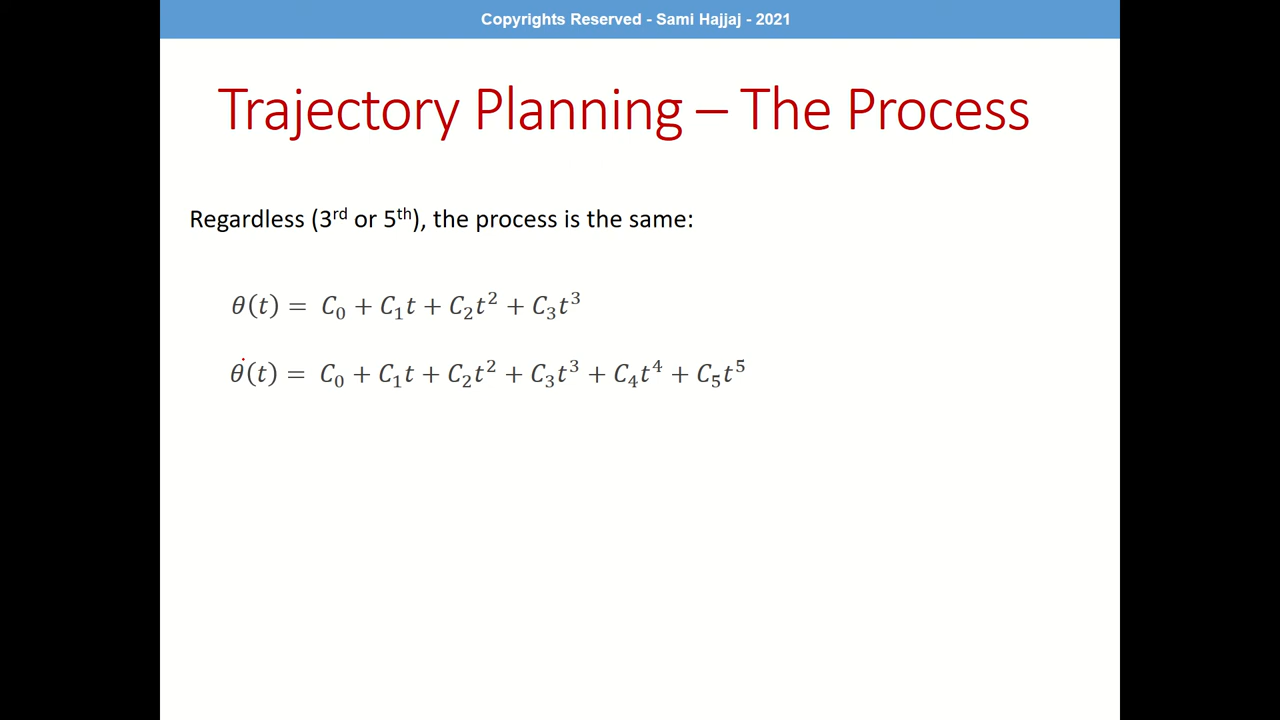 Copyrights Reserved - Sami Hajjaj - 2021
Trajectory Planning – The Process
Regardless (3rd or 5th), the process is the same:
θ(t) = C₀ + C₁t + C₂t² + C₃t³
θ(t) = C₀ + C₁t + C₂t² + C₃t³ + C₄t⁴ + C₅t⁵